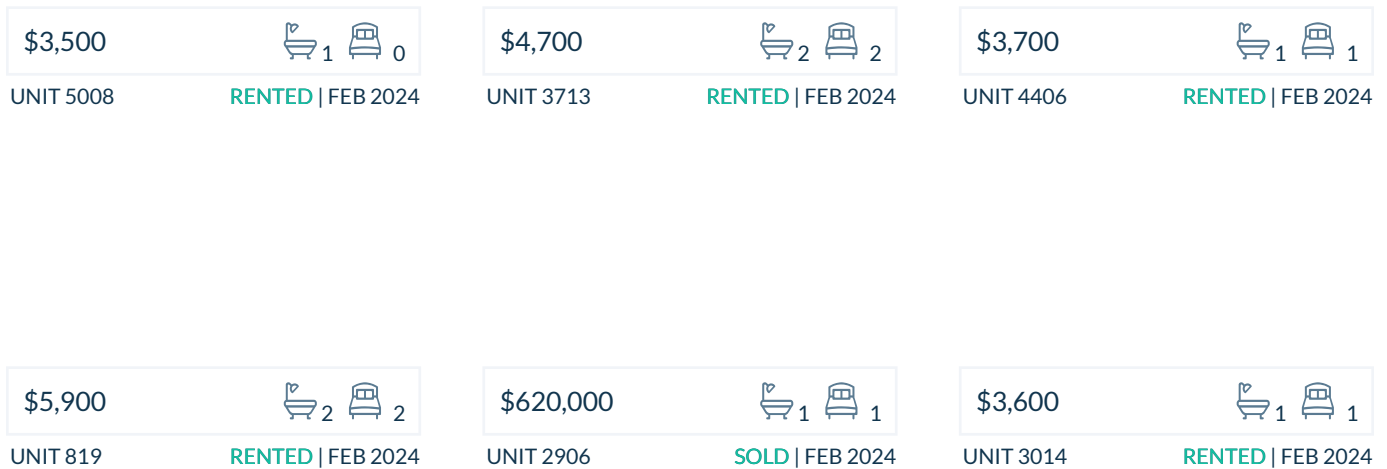 $3,500 1 0
UNIT 5008 RENTED | FEB 2024
$4,700 2 2
UNIT 3713 RENTED | FEB 2024
$3,700 1 1
UNIT 4406 RENTED | FEB 2024
$5,900 2 2
UNIT 819 RENTED | FEB 2024
$620,000 1 1
UNIT 2906 SOLD | FEB 2024
$3,600 1 1
UNIT 3014 RENTED | FEB 2024